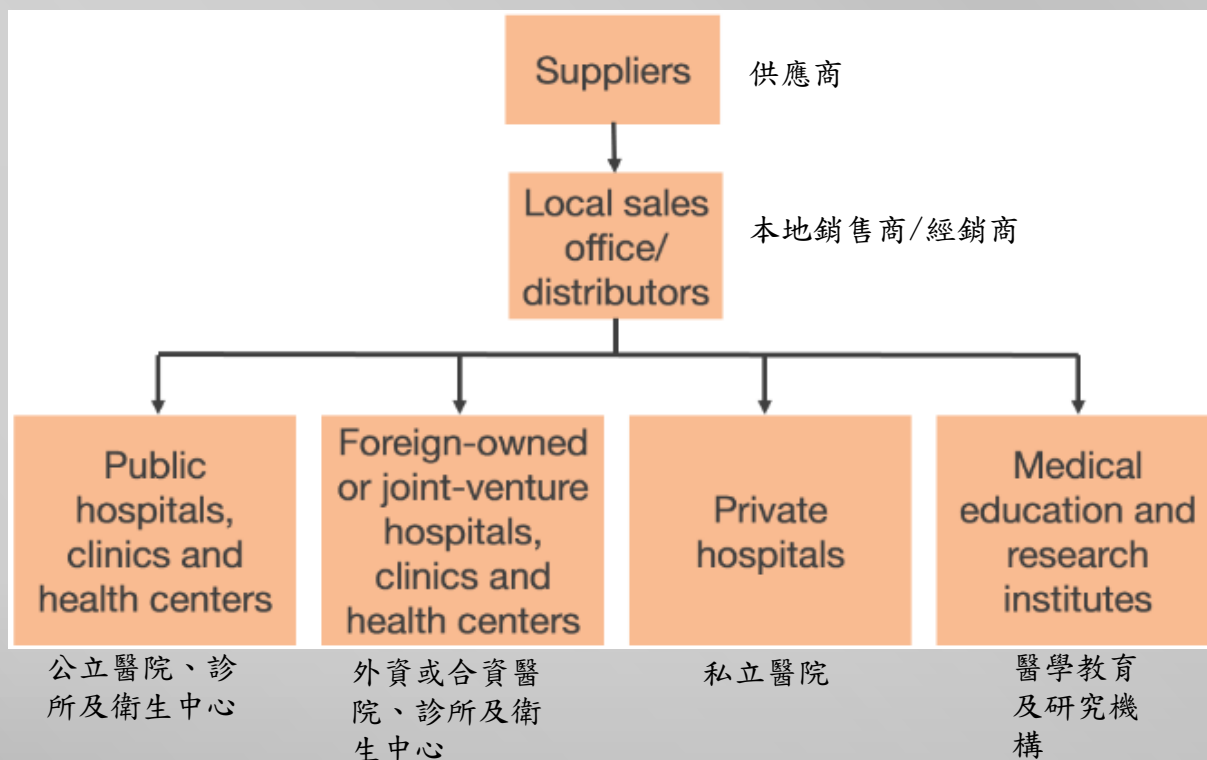 Suppliers
供應商
Local sales
office/
distributors
本地銷售商/經銷商
Public
hospitals,
clinics and
health centers
公立醫院、診
所及衛生中心
Foreign-owned
or joint-venture
hospitals,
clinics and
health centers
外資或合資醫
院、診所及衛
生中心
Private
hospitals
私立醫院
Medical
education and
research
institutes
醫學教育
及研究機
構